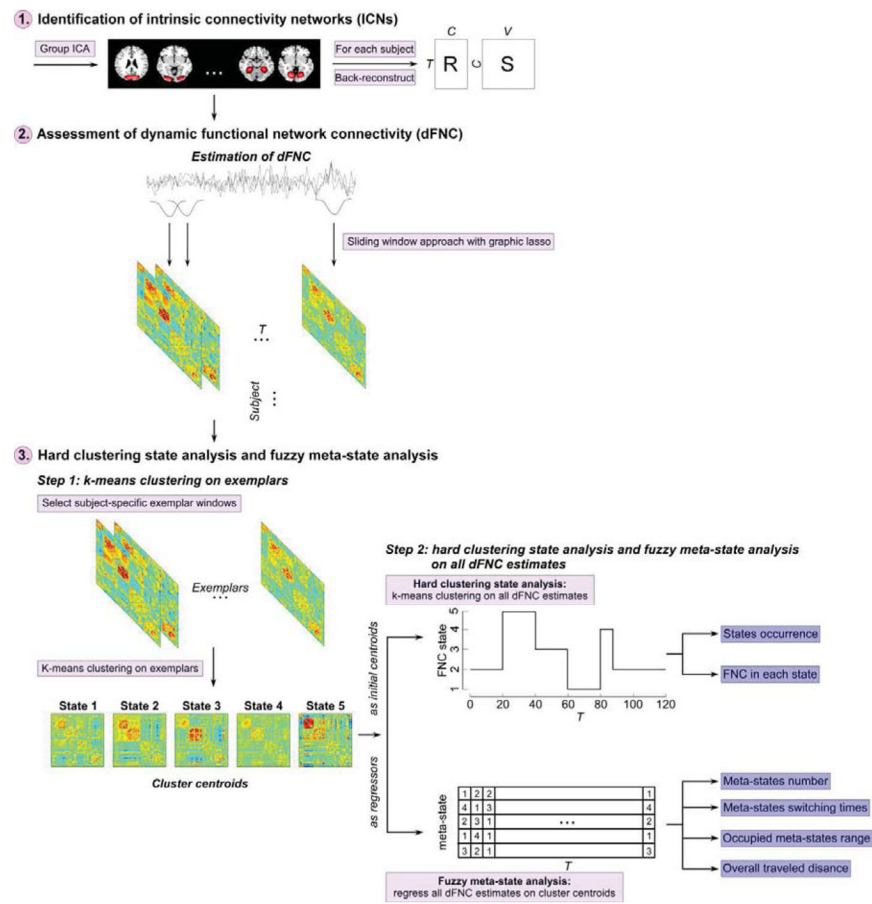 1. Identification of intrinsic connectivity networks (ICNs)
Group ICA
...
For each subject
Back-reconstruct
C
T
R
C
V
S
2. Assessment of dynamic functional network connectivity (dFNC)
Estimation of dFNC
Sliding window approach with graphic lasso
T
...
Subject
...
3. Hard clustering state analysis and fuzzy meta-state analysis
Step 1: k-means clustering on exemplars
Select subject-specific exemplar windows
Exemplars
...
K-means clustering on exemplars
State 1 State 2 State 3 State 4 State 5
Cluster centroids
as initial centroids
as regressors
Step 2: hard clustering state analysis and fuzzy meta-state analysis
on all dFNC estimates
Hard clustering state analysis:
k-means clustering on all dFNC estimates
FNC state
5
4
3
2
1
0 20 40 60 80 100 120
T
States occurrence
FNC in each state
meta-state
1 2 2 1
4 1 3 4
2 3 1 ... 2
1 4 1 1
3 2 1 3
T
Fuzzy meta-state analysis:
regress all dFNC estimates on cluster centroids
Meta-states number
Meta-states switching times
Occupied meta-states range
Overall traveled disance